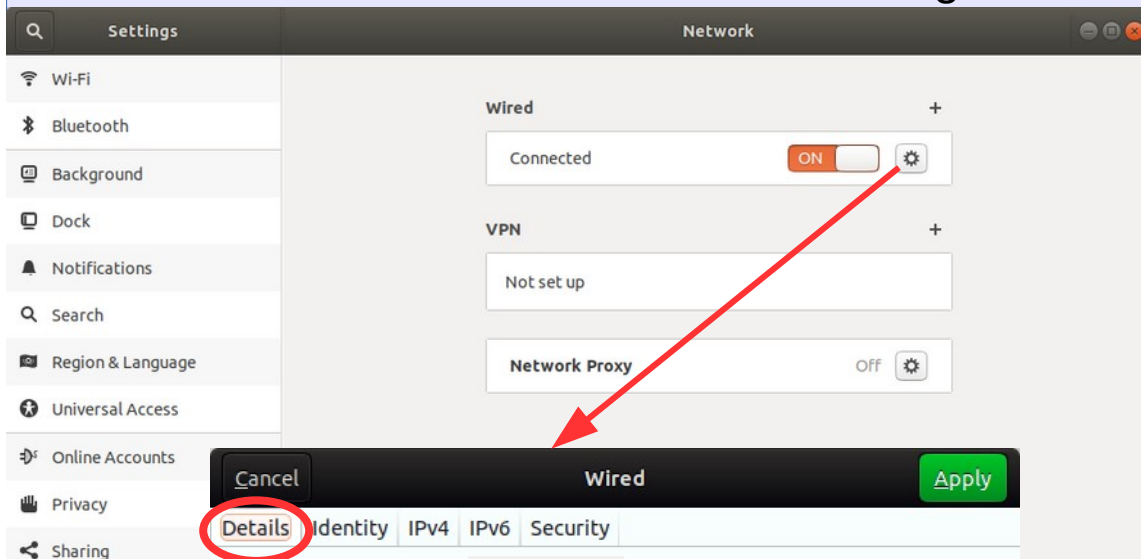 Settings Network
Wi-Fi
Bluetooth
Background
Dock
Notifications
Search
Region & Language
Universal Access
Online Accounts
Privacy
Sharing
Wired +
Connected ON
VPN +
Not set up
Network Proxy Off
Cancel Wired Apply
Details Identity IPv4 IPv6 Security